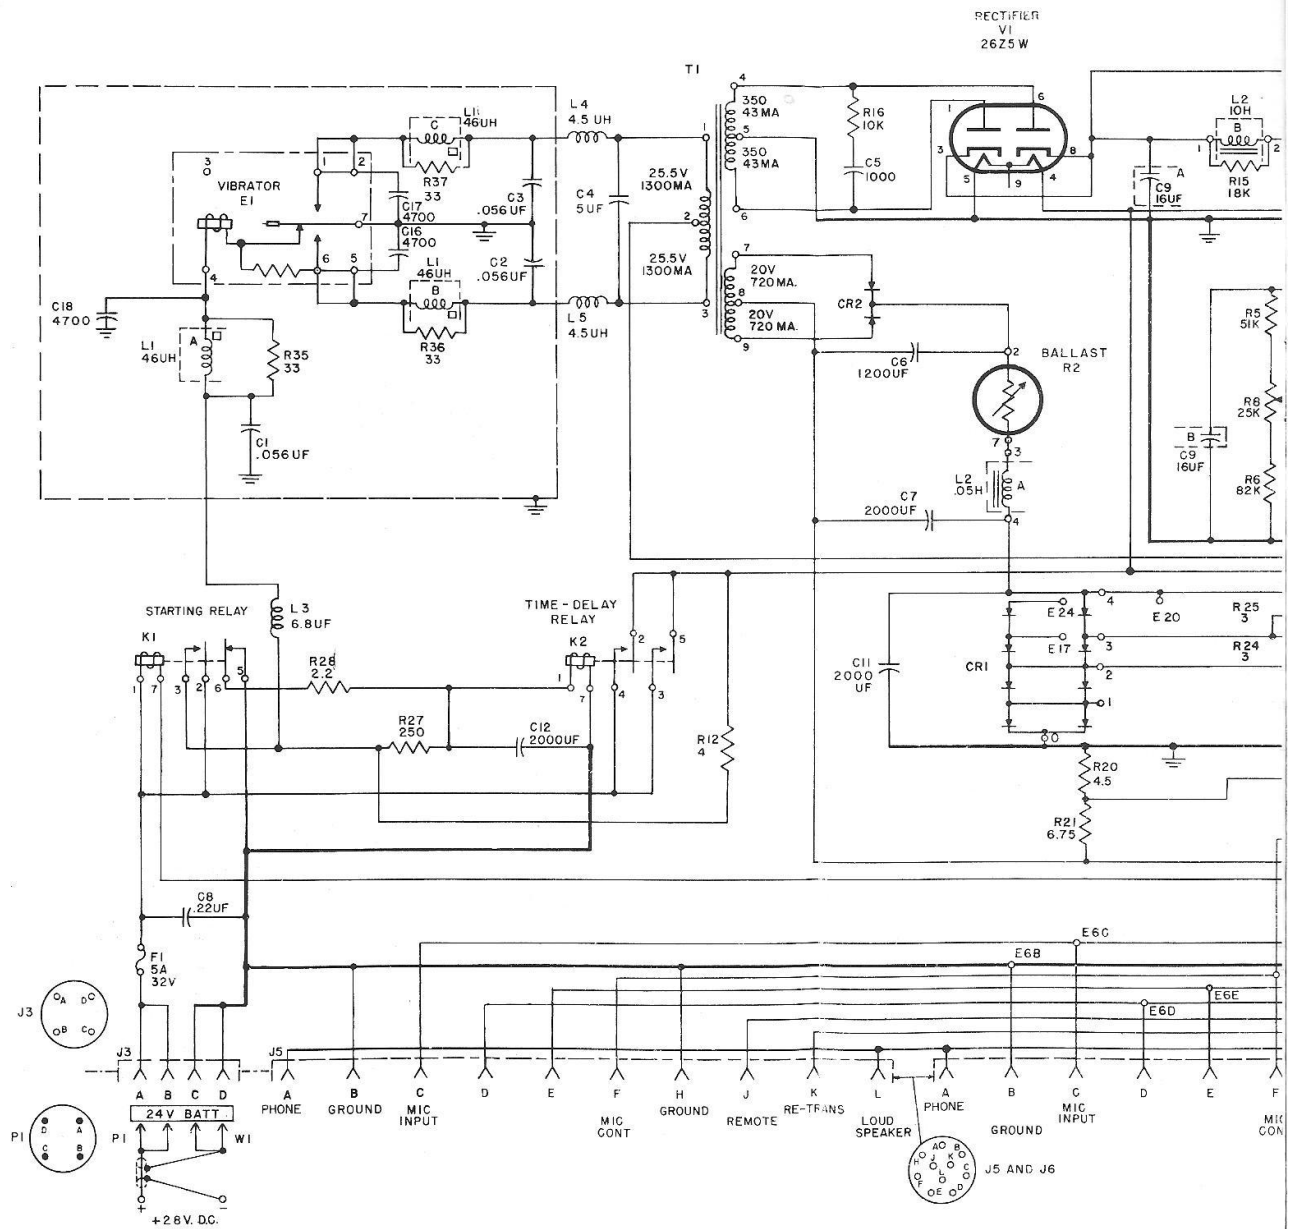 RECTIFIER
V1
26Z5W
T1
4
350
43 MA
5
350
43 MA
6
R16
10K
C5
1000
1
6
3
8
5
9
4
L2
10H
B
1
2
R15
18K
A
C9
16UF
L1
46UH
C
R37
33
L4
4.5 UH
1
25.5V
1300MA
2
25.5V
1300MA
3
3
VIBRATOR
E1
1
2
7
C17
4700
C16
4700
C3
.056UF
C4
5UF
C2
.056UF
4
6
5
L1
46UH
B
R36
33
L5
4.5UH
C18
4700
L1
46UH
A
R35
33
C1
.056UF
7
20V
720MA.
8
20V
720 MA.
9
CR2
C6
1200UF
2
BALLAST
R2
7
3
L2
.05H
A
4
C7
2000UF
R5
51K
R8
25K
R6
82K
B
C9
16UF
STARTING RELAY
K1
1
7
3
2
6
5
L3
6.8UF
R28
2.2
R27
250
C12
2000UF
TIME-DELAY
RELAY
K2
1
7
2
5
4
3
R12
4
C11
2000
UF
CR1
E24
E17
4
3
2
1
0
E20
R25
3
R24
3
R20
4.5
R21
6.75
C8
.22UF
F1
5A
32V
E6C
E6B
E6E
E6D
J3
A
D
B
C
J3
J5
A
B
C
D
24V BATT.
P1
W1
P1
D
A
C
B
+
-
+28V. D.C.
A
PHONE
B
GROUND
C
MIC
INPUT
D
E
F
MIC
CONT
H
GROUND
J
REMOTE
K
RE-TRANS
L
LOUD
SPEAKER
A
PHONE
B
GROUND
C
MIC
INPUT
D
E
F
MIC
CON
A
B
H
J
K
C
L
F
E
D
J5 AND J6